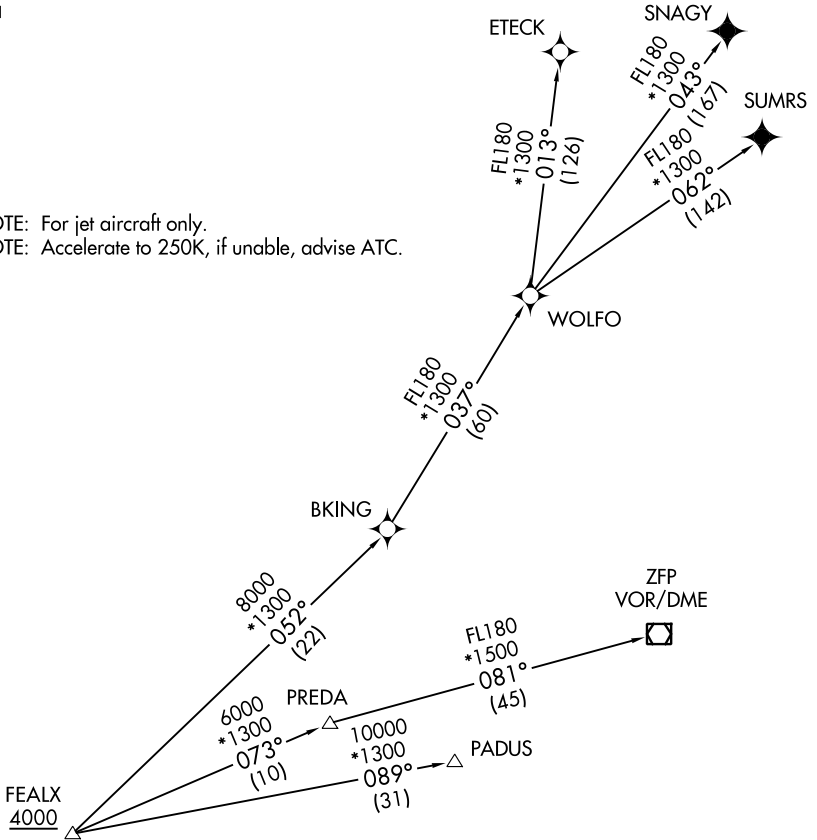 SNAGY
ETECK
FL180
*1300
043°
(167)
SUMRS
FL180
*1300
013°
(126)
FL180
*1300
062°
(142)
OTE: For jet aircraft only.
OTE: Accelerate to 250K, if unable, advise ATC.
WOLFO
FL180
*1300
037°
(60)
BKING
8000
*1300
052°
(22)
ZFP
VOR/DME
FL180
*1500
081°
(45)
PREDA
6000
*1300
073°
(10)
10000
*1300
089°
(31)
PADUS
FEALX
4000